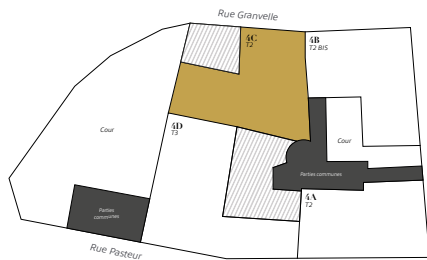 Rue Granvelle
4C
T2
4B
T2 BIS
Cour
4D
T3
Cour
Parties communes
4A
T2
Parties
communes
Rue Pasteur